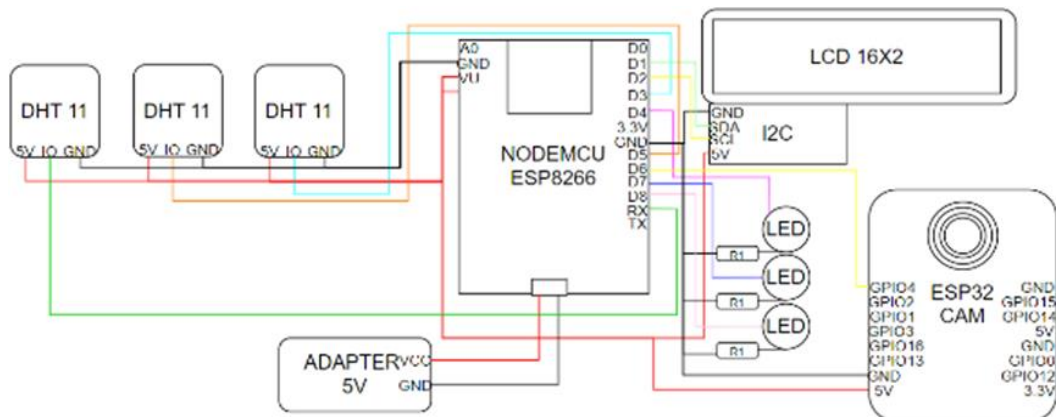 DHT 11
5V IO GND
DHT 11
5V IO GND
DHT 11
5V IO GND
A0
GND
VU
NODEMCU
ESP8266
D0
D1
D2
D3
D4
3.3V
GND
D5
D6
D7
D8
RX
TX
LCD 16X2
GND
SDA
SCL
5V
I2C
LED
R1
LED
R1
LED
R1
ADAPTER
5V
VCC
GND
ESP32
CAM
GPIO4
GPIO2
GPIO1
GPIO3
GPIO16
GPIO13
GND
5V
GND
GPIO15
GPIO14
5V
GND
GPIO0
GPIO12
3.3V